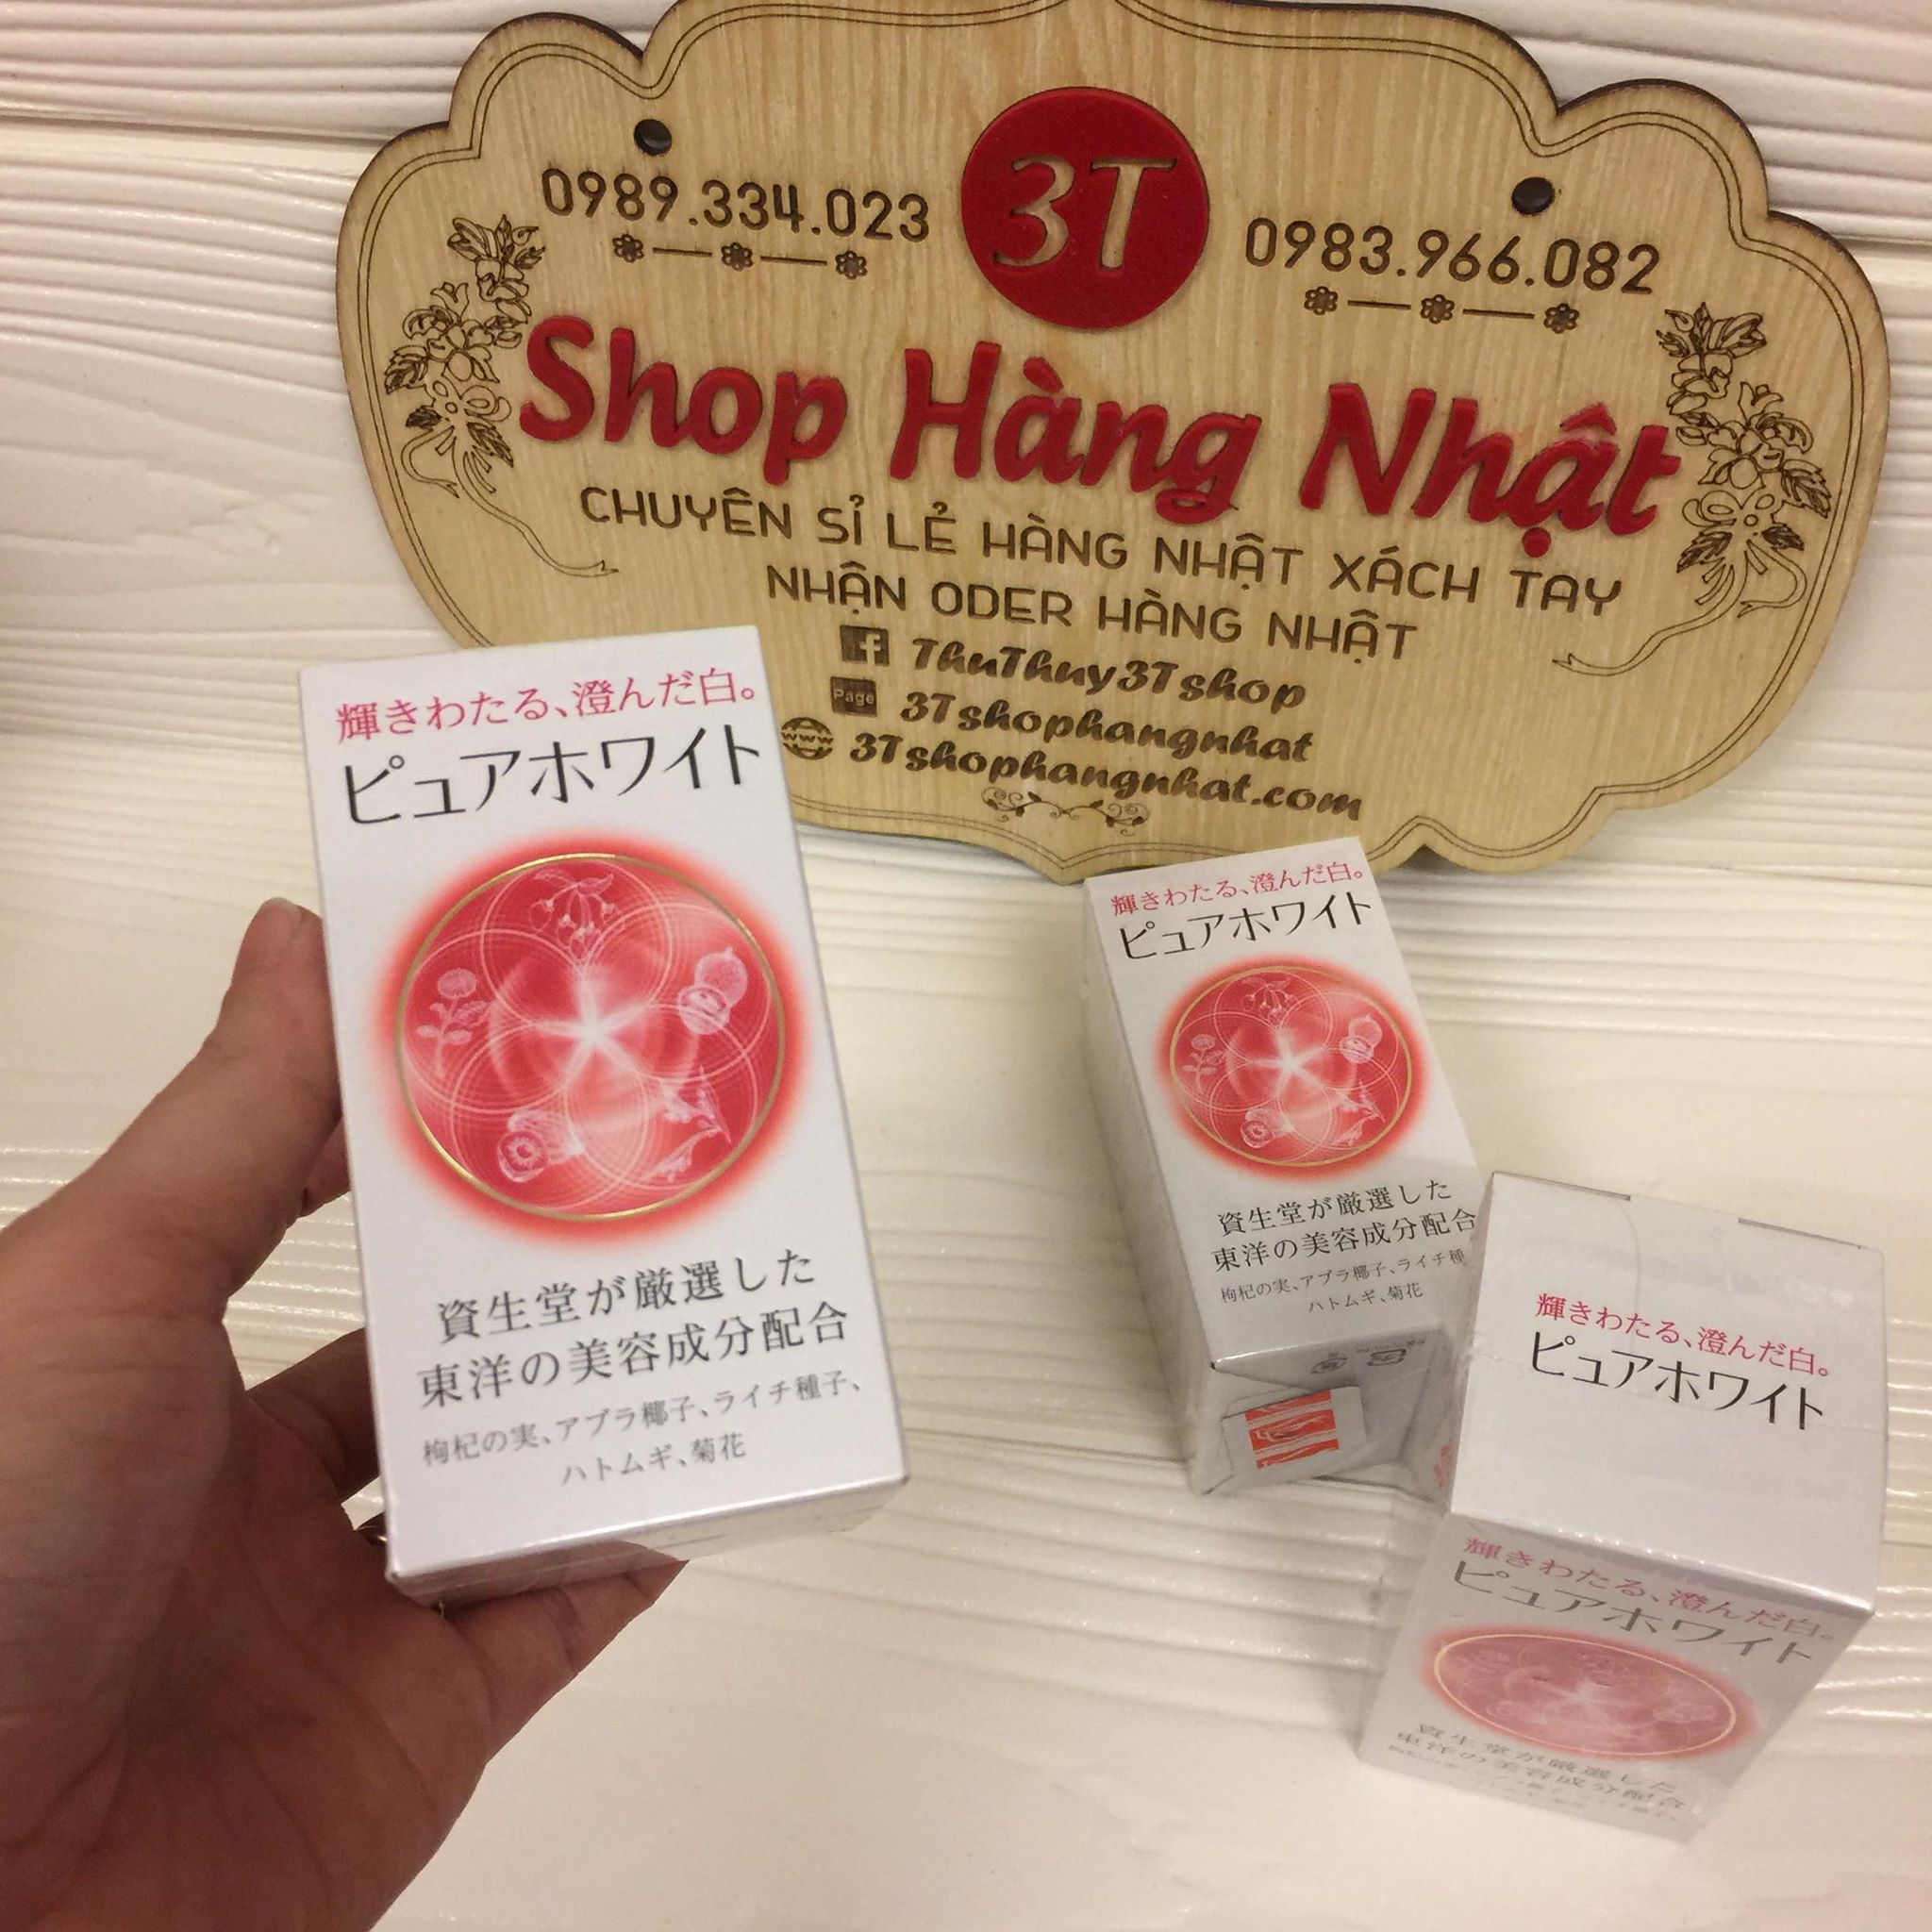 3T
0989.334.023
0983.966.082
Shop Hàng Nhật
CHUYÊN SỈ LẺ HÀNG NHẬT XÁCH TAY
NHẬN ODER HÀNG NHẬT
f ThuThuy3Tshop
Page 3Tshophangnhat
www 3Tshophangnhat.com
輝きわたる、澄んだ白。
ピュアホワイト
資生堂が厳選した
東洋の美容成分配合
枸杞の実、アブラ椰子、ライチ種子、
ハトムギ、菊花
輝きわたる、澄んだ白。
ピュアホワイト
資生堂が厳選した
東洋の美容成分配合
枸杞の実、アブラ椰子、ライチ種
ハトムギ、菊花
輝きわたる、澄んだ白。
ピュアホワイト
輝きわたる、澄んだ白。
ピュアホワイト
資生堂が厳選した
東洋の美容成分配合